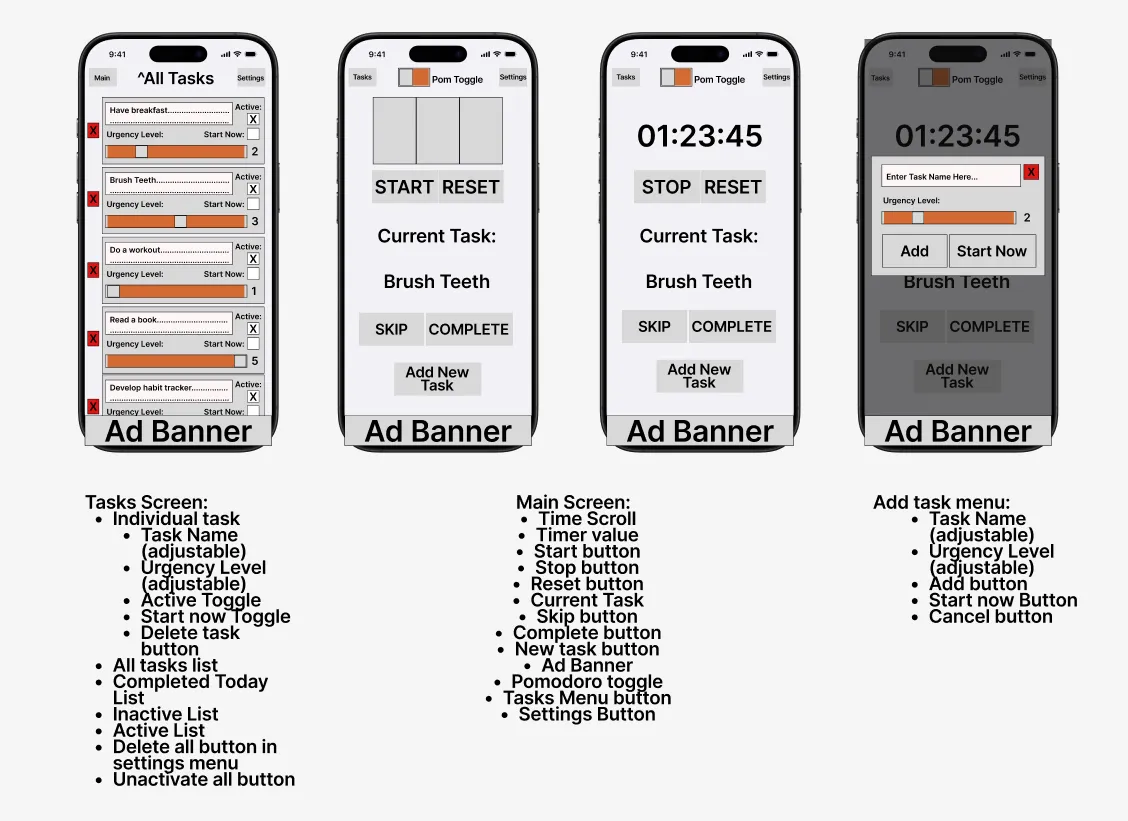 9:41
Main
^All Tasks
Settings
Have breakfast..........................
Active:
X
X
Urgency Level:
Start Now:
2
Brush Teeth..............................
Active:
X
X
Urgency Level:
Start Now:
3
Do a workout............................
Active:
X
X
Urgency Level:
Start Now:
1
Read a book.............................
Active:
X
X
Urgency Level:
Start Now:
5
Develop habit tracker...............
Active:
X
X
Urgency Level:
Start Now:
Ad Banner
9:41
Tasks
Pom Toggle
Settings
START
RESET
Current Task:
Brush Teeth
SKIP
COMPLETE
Add New
Task
Ad Banner
9:41
Tasks
Pom Toggle
Settings
01:23:45
STOP
RESET
Current Task:
Brush Teeth
SKIP
COMPLETE
Add New
Task
Ad Banner
9:41
Tasks
Pom Toggle
Settings
01:23:45
Enter Task Name Here...
X
Urgency Level:
2
Add
Start Now
Brush Teeth
SKIP
COMPLETE
Add New
Task
Ad Banner
Tasks Screen:
• Individual task
• Task Name
(adjustable)
• Urgency Level
(adjustable)
• Active Toggle
• Start now Toggle
• Delete task
button
• All tasks list
• Completed Today
List
• Inactive List
• Active List
• Delete all button in
settings menu
• Unactivate all button
Main Screen:
• Time Scroll
• Timer value
• Start button
• Stop button
• Reset button
• Current Task
• Skip button
• Complete button
• New task button
• Ad Banner
• Pomodoro toggle
• Tasks Menu button
• Settings Button
Add task menu:
• Task Name
(adjustable)
• Urgency Level
(adjustable)
• Add button
• Start now Button
• Cancel button